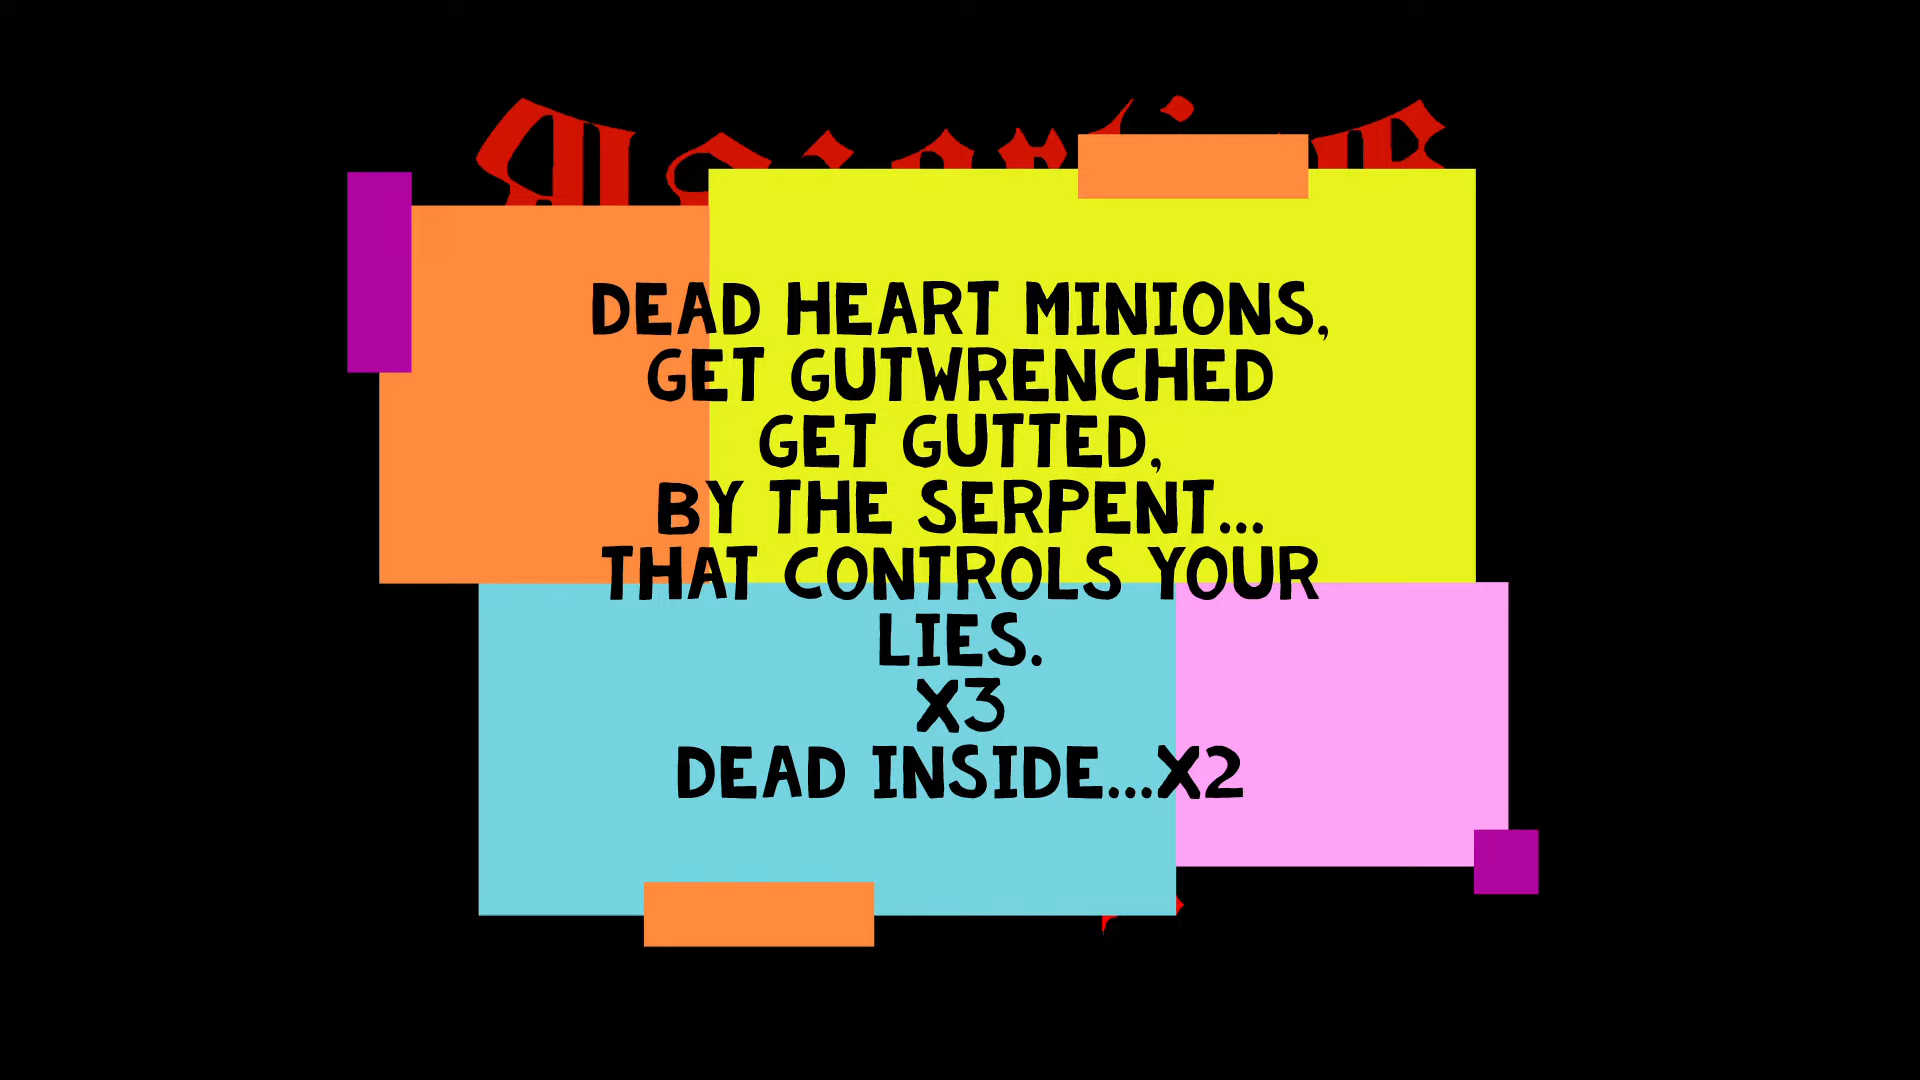 DEAD HEART MINIONS,
GET GUTWRENCHED
GET GUTTED,
BY THE SERPENT...
THAT CONTROLS YOUR
LIES.
X3
DEAD INSIDE...X2